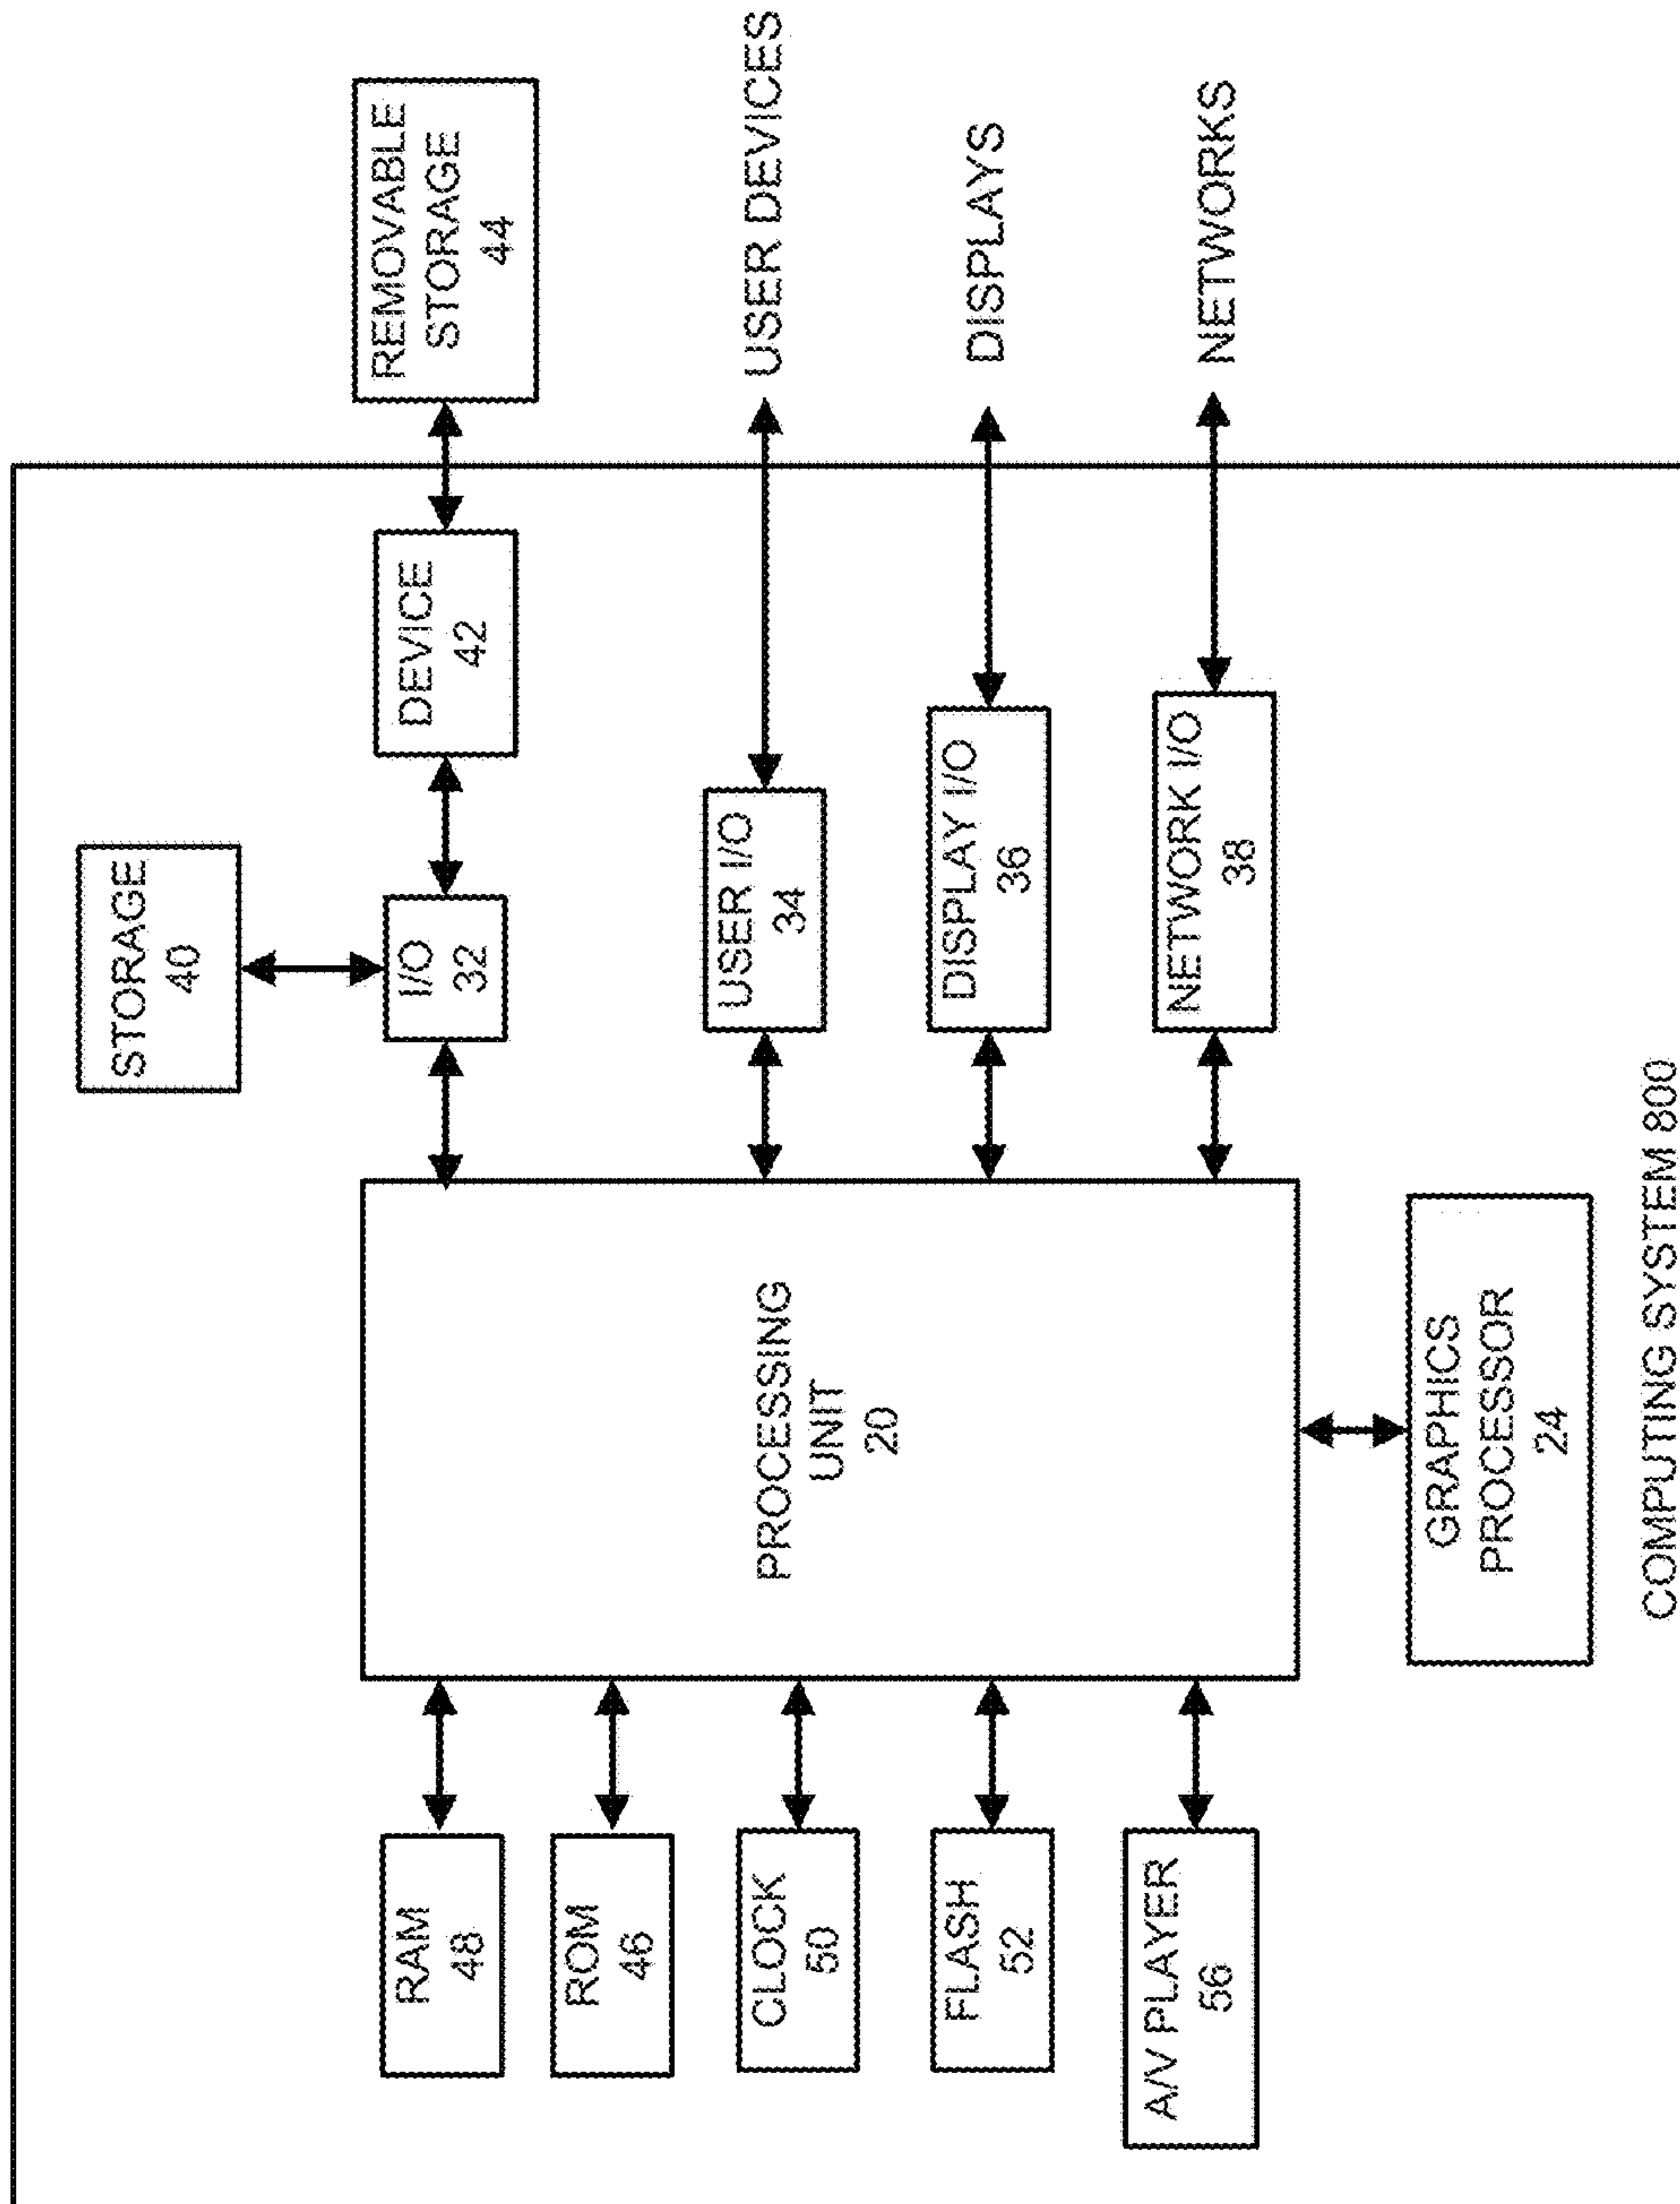 STORAGE
40
RAM
48
I/O
32
DEVICE
42
REMOVABLE
STORAGE
44
ROM
46
PROCESSING
UNIT
20
USER I/O
34
USER DEVICES
CLOCK
50
FLASH
52
DISPLAY I/O
36
DISPLAYS
A/V PLAYER
56
NETWORK I/O
38
NETWORKS
GRAPHICS
PROCESSOR
24
COMPUTING SYSTEM 800